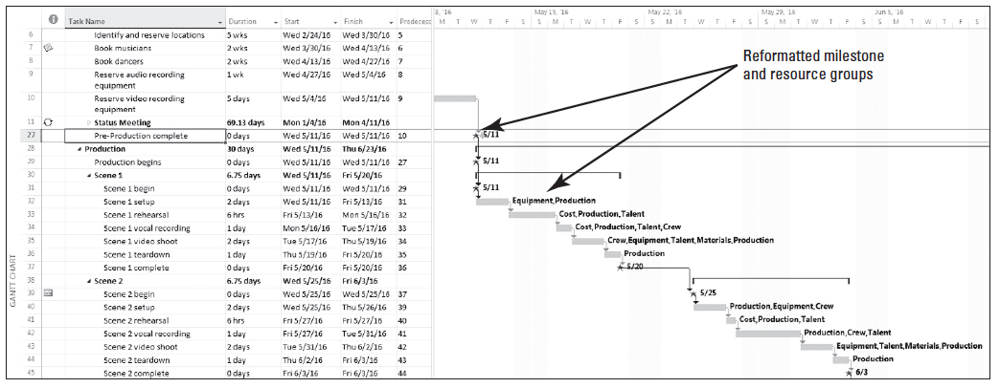 8, '16 May 15, '16 May 22, '16 May 29, '16 Jun 5, '16
Task Name Duration Start Finish Predecess M T W T F S S M T W T F S S M T W T F S S M T W T F S S M T W T F S
6 Identify and reserve locations 5 wks Wed 2/24/16 Wed 3/30/16 5
7 Book musicians 2 wks Wed 3/30/16 Wed 4/13/16 6
8 Book dancers 2 wks Wed 4/13/16 Wed 4/27/16 7
9 Reserve audio recording 1 wk Wed 4/27/16 Wed 5/4/16 8
equipment
10 Reserve video recording 5 days Wed 5/4/16 Wed 5/11/16 9
equipment
Reformatted milestone
and resource groups
11 Status Meeting 69.13 days Mon 1/4/16 Mon 4/11/16
27 Pre-Production complete 0 days Wed 5/11/16 Wed 5/11/16 10 5/11
28 Production 30 days Wed 5/11/16 Thu 6/23/16
29 Production begins 0 days Wed 5/11/16 Wed 5/11/16 27 5/11
30 Scene 1 6.75 days Wed 5/11/16 Fri 5/20/16
31 Scene 1 begin 0 days Wed 5/11/16 Wed 5/11/16 29 5/11
32 Scene 1 setup 2 days Wed 5/11/16 Fri 5/13/16 31 Equipment,Production
33 Scene 1 rehearsal 6 hrs Fri 5/13/16 Mon 5/16/16 32 Cost,Production,Talent
34 Scene 1 vocal recording 1 day Mon 5/16/16 Tue 5/17/16 33 Cost,Production,Talent,Crew
35 Scene 1 video shoot 2 days Tue 5/17/16 Thu 5/19/16 34 Crew,Equipment,Talent,Materials,Production
36 Scene 1 teardown 1 day Thu 5/19/16 Fri 5/20/16 35 Production
37 Scene 1 complete 0 days Fri 5/20/16 Fri 5/20/16 36 5/20
38 Scene 2 6.75 days Wed 5/25/16 Fri 6/3/16
39 Scene 2 begin 0 days Wed 5/25/16 Wed 5/25/16 37 5/25
40 Scene 2 setup 2 days Wed 5/25/16 Thu 5/26/16 39 Production,Equipment,Crew
41 Scene 2 rehearsal 6 hrs Fri 5/27/16 Fri 5/27/16 40 Cost,Production,Talent
42 Scene 2 vocal recording 1 day Fri 5/27/16 Tue 5/31/16 41 Production,Crew,Talent
43 Scene 2 video shoot 2 days Tue 5/31/16 Thu 6/2/16 42 Equipment,Talent,Materials,Production
44 Scene 2 teardown 1 day Thu 6/2/16 Fri 6/3/16 43 Production
45 Scene 2 complete 0 days Fri 6/3/16 Fri 6/3/16 44 6/3
GANTT CHART